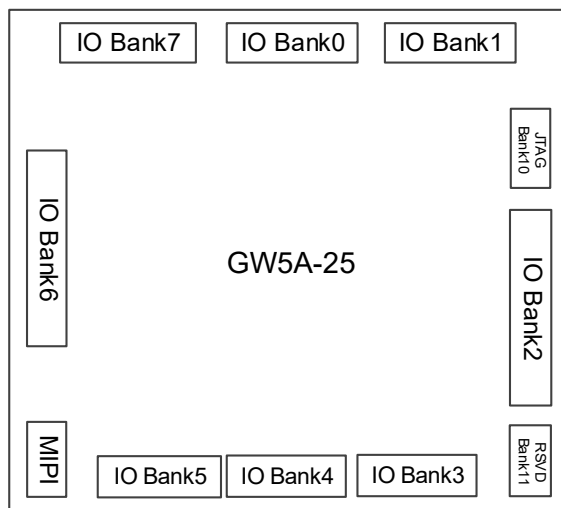 IO Bank7
IO Bank0
IO Bank1
JTAG
Bank10
IO Bank6
GW5A-25
IO Bank2
MIPI
IO Bank5
IO Bank4
IO Bank3
RSVD
Bank11